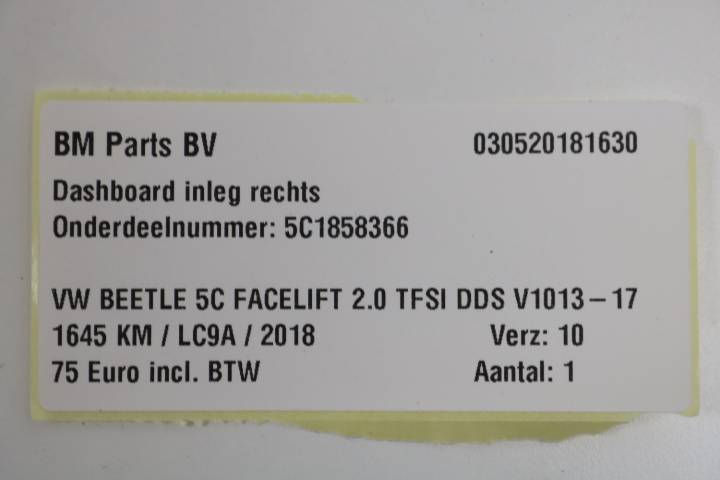 BM Parts BV 030520181630
Dashboard inleg rechts
Onderdeelnummer: 5C1858366
VW BEETLE 5C FACELIFT 2.0 TFSI DDS V1013-17
1645 KM / LC9A / 2018 Verz: 10
75 Euro incl. BTW Aantal: 1